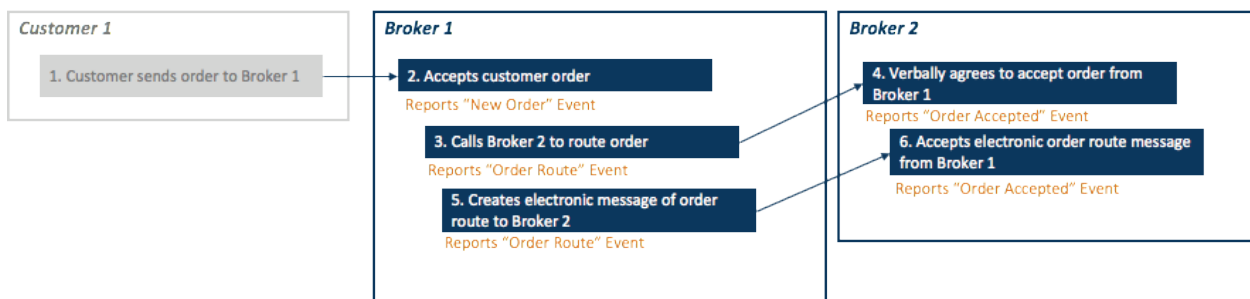 Customer 1
1. Customer sends order to Broker 1
Broker 1
2. Accepts customer order
Reports "New Order" Event
3. Calls Broker 2 to route order
Reports "Order Route" Event
5. Creates electronic message of order
route to Broker 2
Reports "Order Route" Event
Broker 2
4. Verbally agrees to accept order from
Broker 1
Reports "Order Accepted" Event
6. Accepts electronic order route message
from Broker 1
Reports "Order Accepted" Event